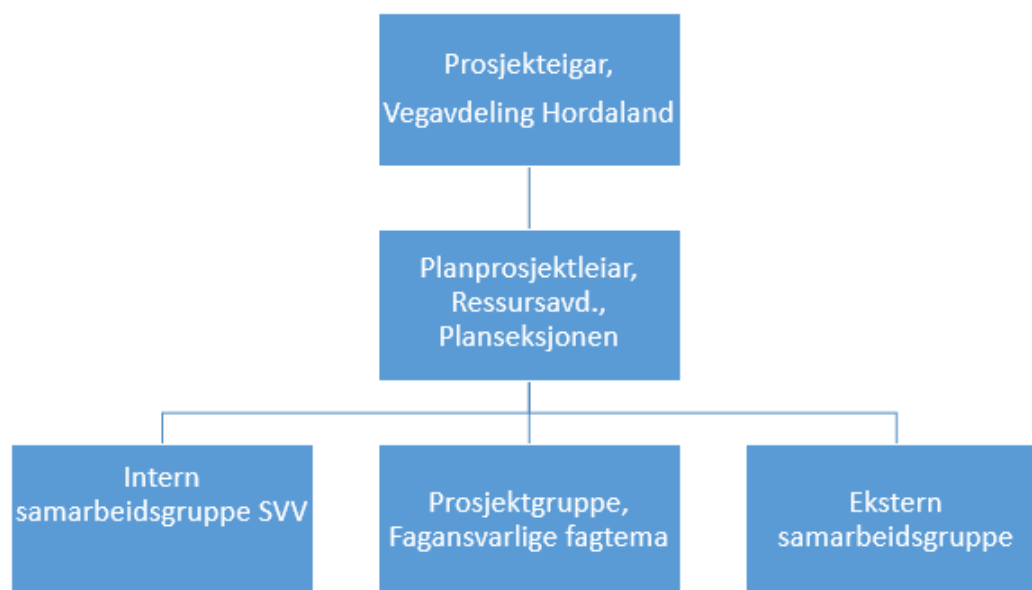 Prosjekteigar,
Vegavdeling Hordaland
Planprosjektleiar,
Ressursavd.,
Planseksjonen
Intern
samarbeidsgruppe SVV
Prosjektgruppe,
Fagansvarlige fagtema
Ekstern
samarbeidsgruppe